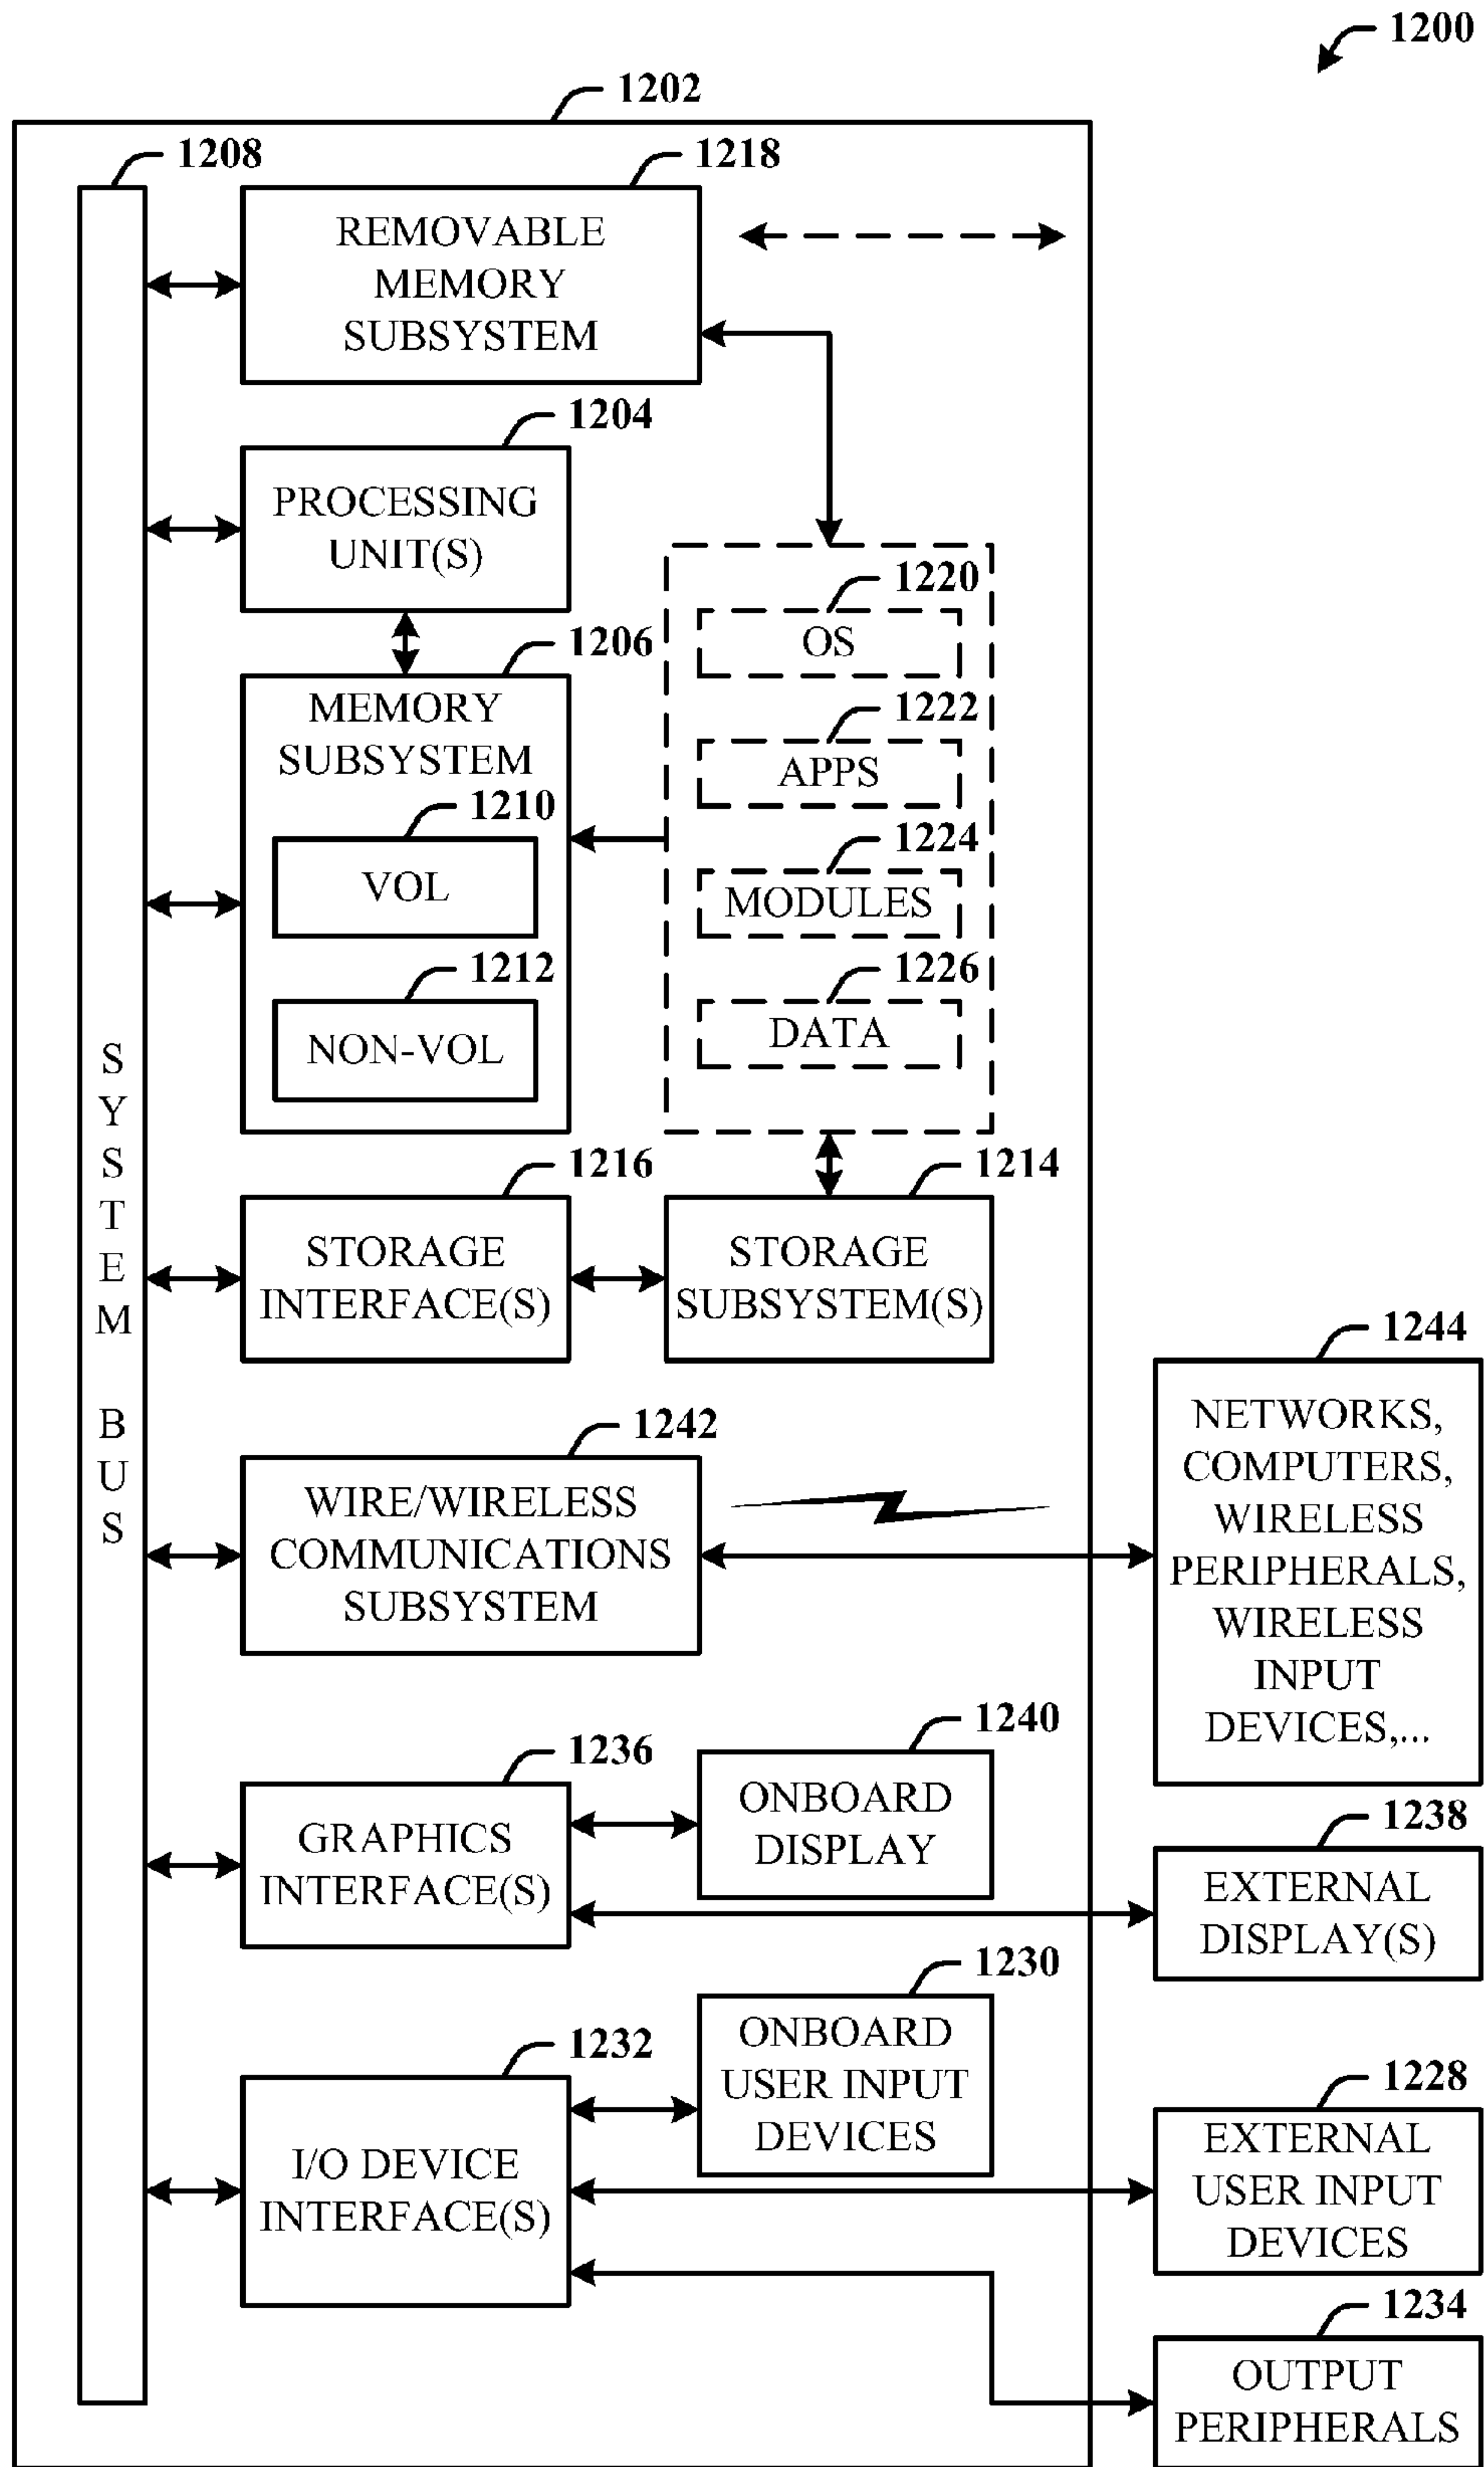 1200
1202
1208
1218
REMOVABLE
MEMORY
SUBSYSTEM
1204
PROCESSING
UNIT(S)
1220
OS
1206
MEMORY
SUBSYSTEM
1222
APPS
1210
VOL
1224
MODULES
1212
NON-VOL
1226
DATA
SYSTEM BUS
1216
STORAGE
INTERFACE(S)
1214
STORAGE
SUBSYSTEM(S)
1244
NETWORKS,
COMPUTERS,
WIRELESS
PERIPHERALS,
WIRELESS
INPUT
DEVICES,...
1242
WIRE/WIRELESS
COMMUNICATIONS
SUBSYSTEM
1236
GRAPHICS
INTERFACE(S)
1240
ONBOARD
DISPLAY
1238
EXTERNAL
DISPLAY(S)
1232
I/O DEVICE
INTERFACE(S)
1230
ONBOARD
USER INPUT
DEVICES
1228
EXTERNAL
USER INPUT
DEVICES
1234
OUTPUT
PERIPHERALS